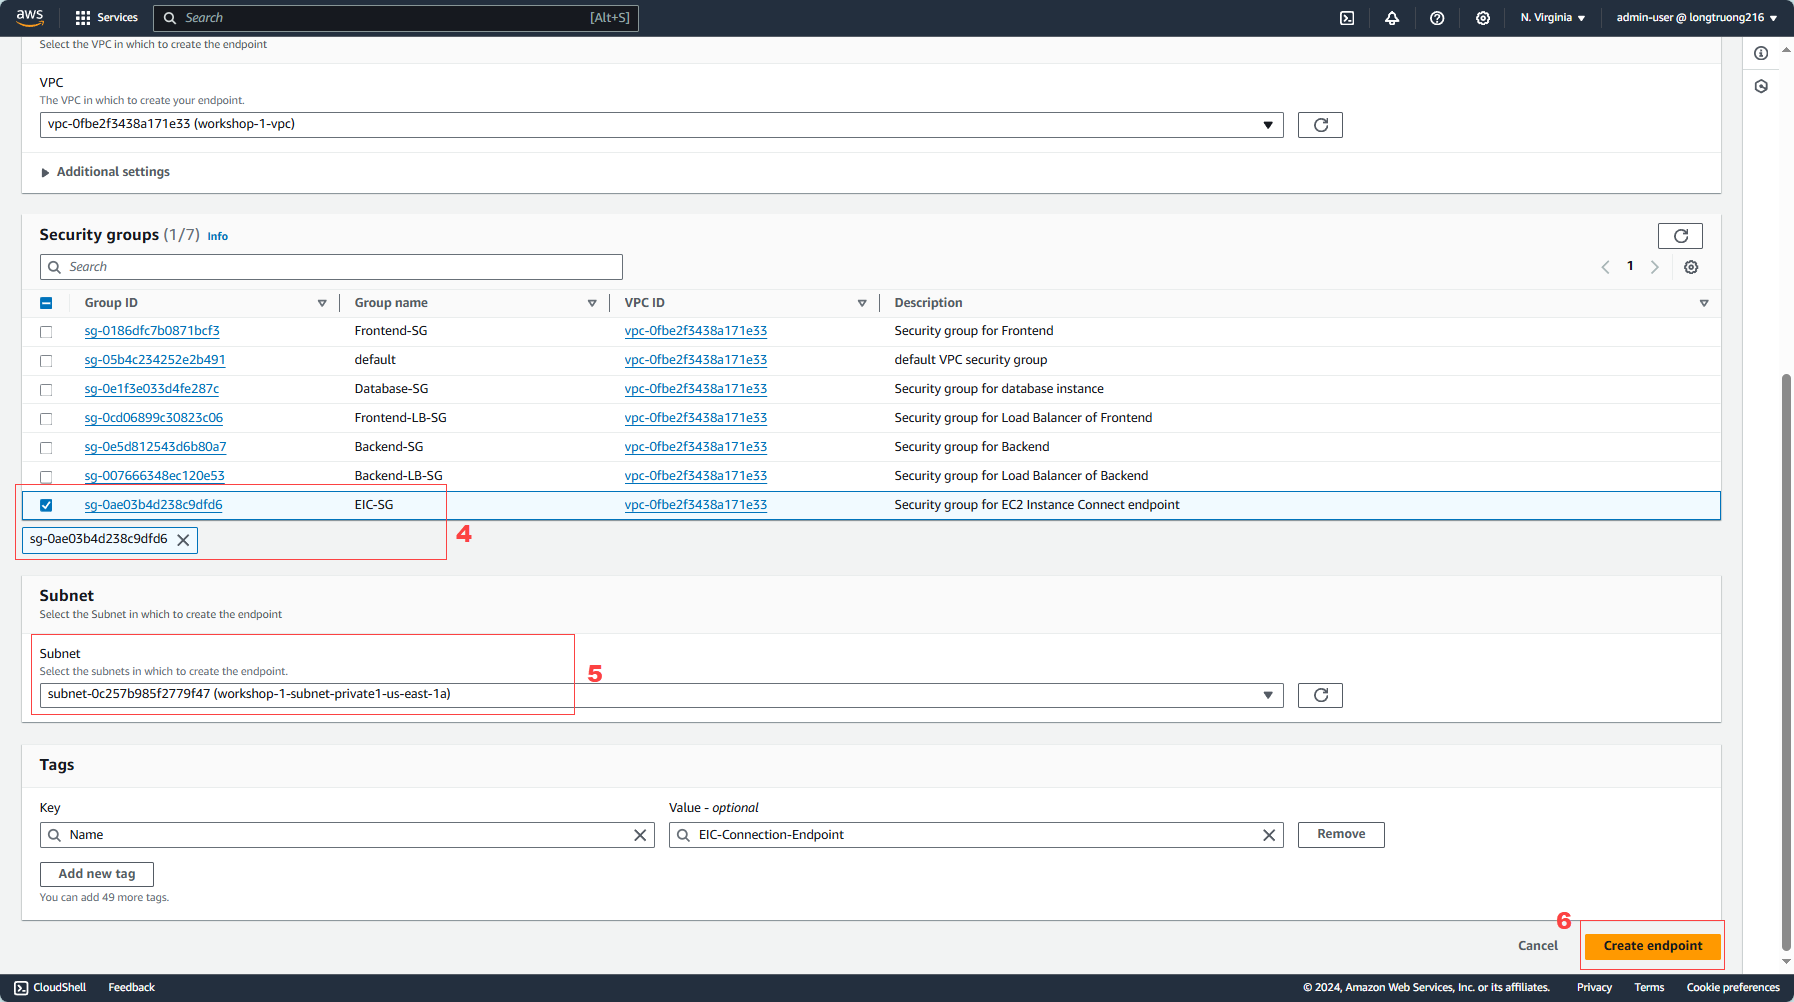 aws Services Search [Alt+S] N. Virginia ▼ admin-user @ longtruong216 ▼
Select the VPC in which to create the endpoint
VPC
The VPC in which to create your endpoint.
vpc-0fbe2f3438a171e33 (workshop-1-vpc)
Additional settings
Security groups (1/7) Info
Search
1
Group ID Group name VPC ID Description
sg-0186dfc7b0871bcf3 Frontend-SG vpc-0fbe2f3438a171e33 Security group for Frontend
sg-05b4c234252e2b491 default vpc-0fbe2f3438a171e33 default VPC security group
sg-0e1f3e033d4fe287c Database-SG vpc-0fbe2f3438a171e33 Security group for database instance
sg-0cd06899c30823c06 Frontend-LB-SG vpc-0fbe2f3438a171e33 Security group for Load Balancer of Frontend
sg-0e5d812543d6b80a7 Backend-SG vpc-0fbe2f3438a171e33 Security group for Backend
sg-007666348ec120e53 Backend-LB-SG vpc-0fbe2f3438a171e33 Security group for Load Balancer of Backend
sg-0ae03b4d238c9dfd6 EIC-SG vpc-0fbe2f3438a171e33 Security group for EC2 Instance Connect endpoint
sg-0ae03b4d238c9dfd6
4
Subnet
Select the Subnet in which to create the endpoint
Subnet
Select the subnets in which to create the endpoint.
5
subnet-0c257b985f2779f47 (workshop-1-subnet-private1-us-east-1a)
Tags
Key Value - optional
Name EIC-Connection-Endpoint Remove
Add new tag
You can add 49 more tags.
6
Cancel Create endpoint
CloudShell Feedback © 2024, Amazon Web Services, Inc. or its affiliates. Privacy Terms Cookie preferences